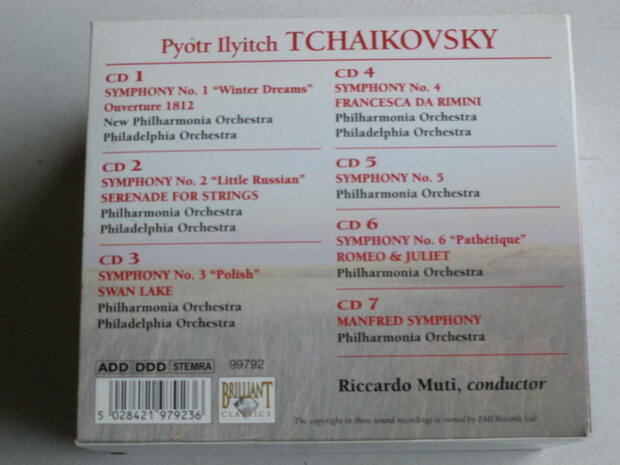 Pyótr Ilyitch TCHAIKOVSKY
CD 1
SYMPHONY No. 1 "Winter Dreams"
Ouverture 1812
New Philharmonia Orchestra
Philadelphia Orchestra
CD 2
SYMPHONY No. 2 "Little Russian"
SERENADE FOR STRINGS
Philharmonia Orchestra
Philadelphia Orchestra
CD 3
SYMPHONY No. 3 "Polish"
SWAN LAKE
Philharmonia Orchestra
Philadelphia Orchestra
CD 4
SYMPHONY No. 4
FRANCESCA DA RIMINI
Philharmonia Orchestra
Philadelphia Orchestra
CD 5
SYMPHONY No. 5
Philharmonia Orchestra
CD 6
SYMPHONY No. 6 "Pathétique"
ROMEO & JULIET
Philharmonia Orchestra
CD 7
MANFRED SYMPHONY
Philharmonia Orchestra
ADD DDD STEMRA 99792
5 028421 979236
BRILLIANT
CLASSICS
Riccardo Muti, conductor
The copyright in these sound recordings is owned by EMI Records Ltd.